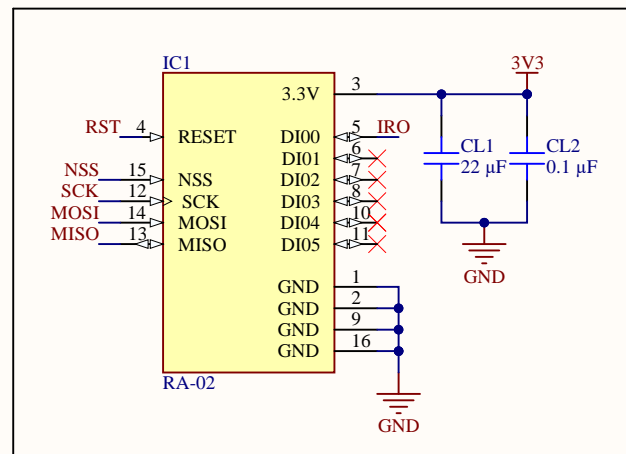 IC1
3V3
3.3V 3
RST 4 RESET
DI00 5 IRO
DI01 6
NSS 15 NSS
DI02 7
SCK 12 SCK
DI03 8
MOSI 14 MOSI
DI04 10
MISO 13 MISO
DI05 11
CL1
22 µF
CL2
0.1 µF
GND
GND 1
GND 2
GND 9
GND 16
RA-02
GND